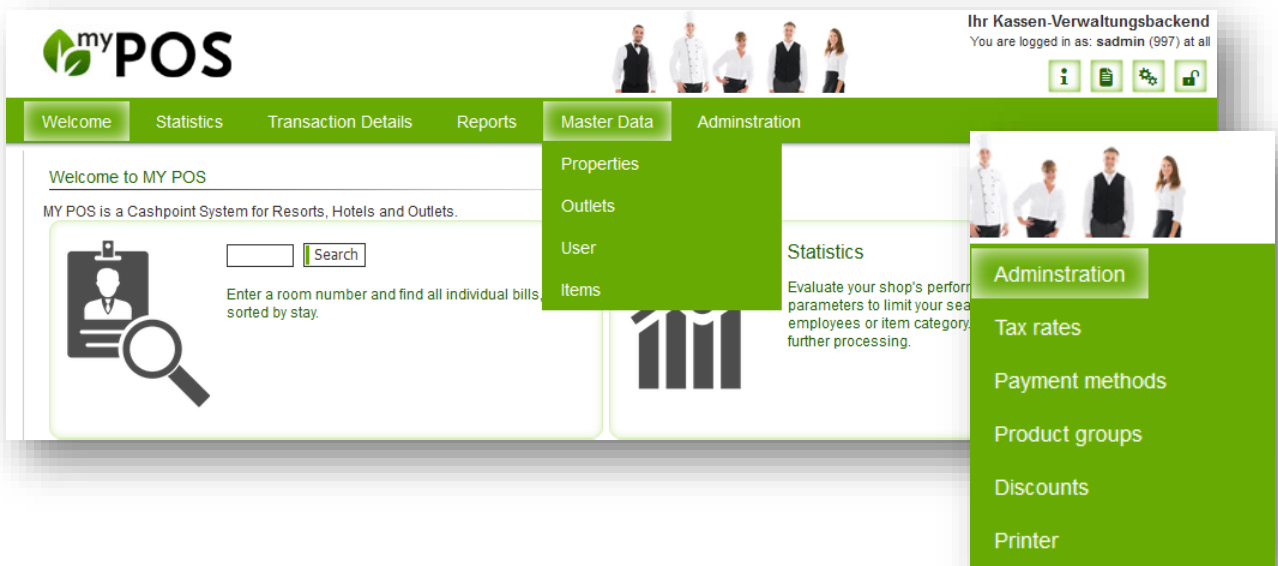 my POS
Ihr Kassen-Verwaltungsbackend
You are logged in as: sadmin (997) at all
Welcome Statistics Transaction Details Reports Master Data Adminstration
Properties
Outlets
User
Items
Welcome to MY POS
MY POS is a Cashpoint System for Resorts, Hotels and Outlets.
Search
Enter a room number and find all individual bills,
sorted by stay.
Statistics
Evaluate your shop's perforr
parameters to limit your sea
employees or item category.
further processing.
Adminstration
Tax rates
Payment methods
Product groups
Discounts
Printer